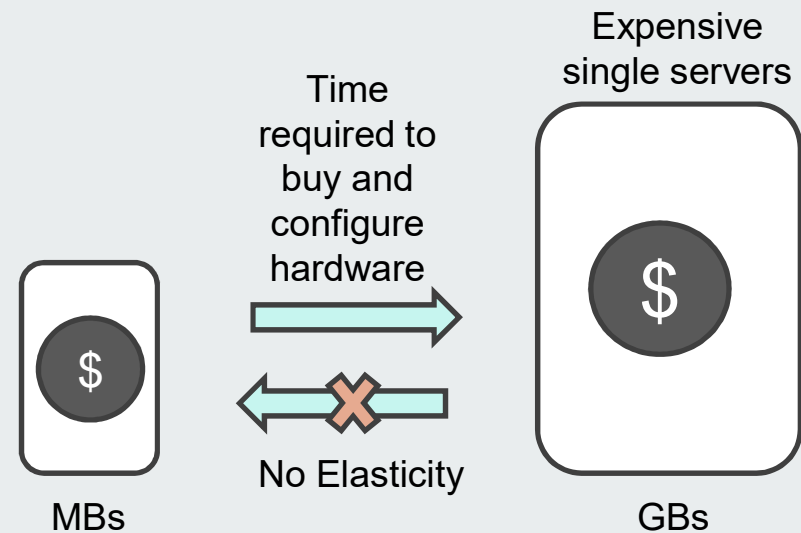 Expensive
single servers
Time
required to
buy and
configure
hardware
$
$
No Elasticity
MBs
GBs